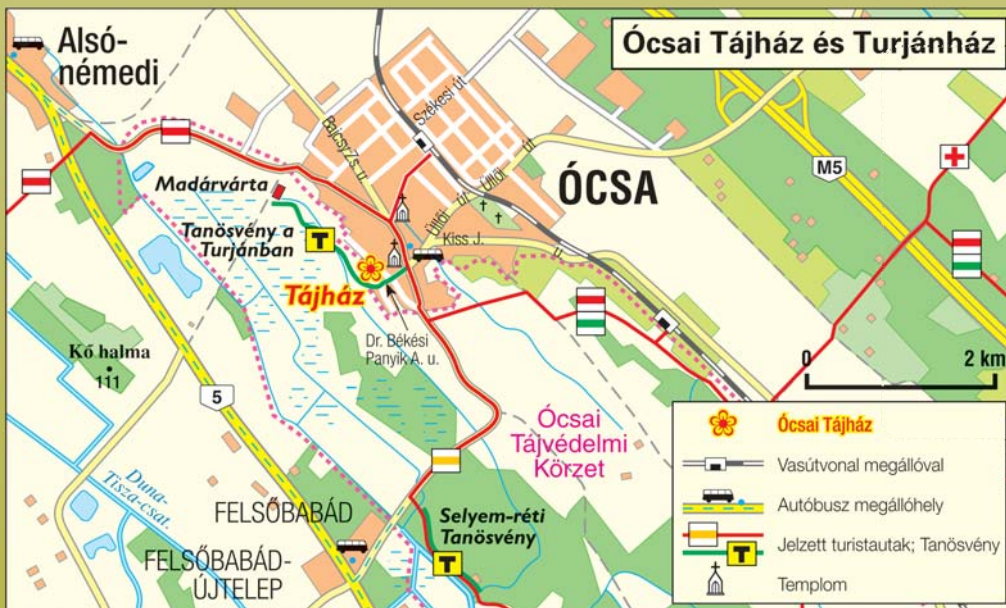 Ócsai Tájház és Turjánház
Alsó-
némedi
Bajcsy Zs. u.
Székesi út
Üllői út
M5
ÓCSA
Madárvárta
Tanösvény a
Turjánban
T
Üllői út
Kiss J. u.
Tájház
Dr. Békési
Panyik A. u.
Kő halma
111
5
0 2 km
Ócsai
Tájvédelmi
Körzet
Duna-
Tisza-csat.
FELSŐBABÁD
FELSŐBABÁD-
ÚJTELEP
Selyem-réti
Tanösvény
T
Ócsai Tájház
Vasútvonal megállóval
Autóbusz megállóhely
Jelzett turistautak; Tanösvény
T
Templom